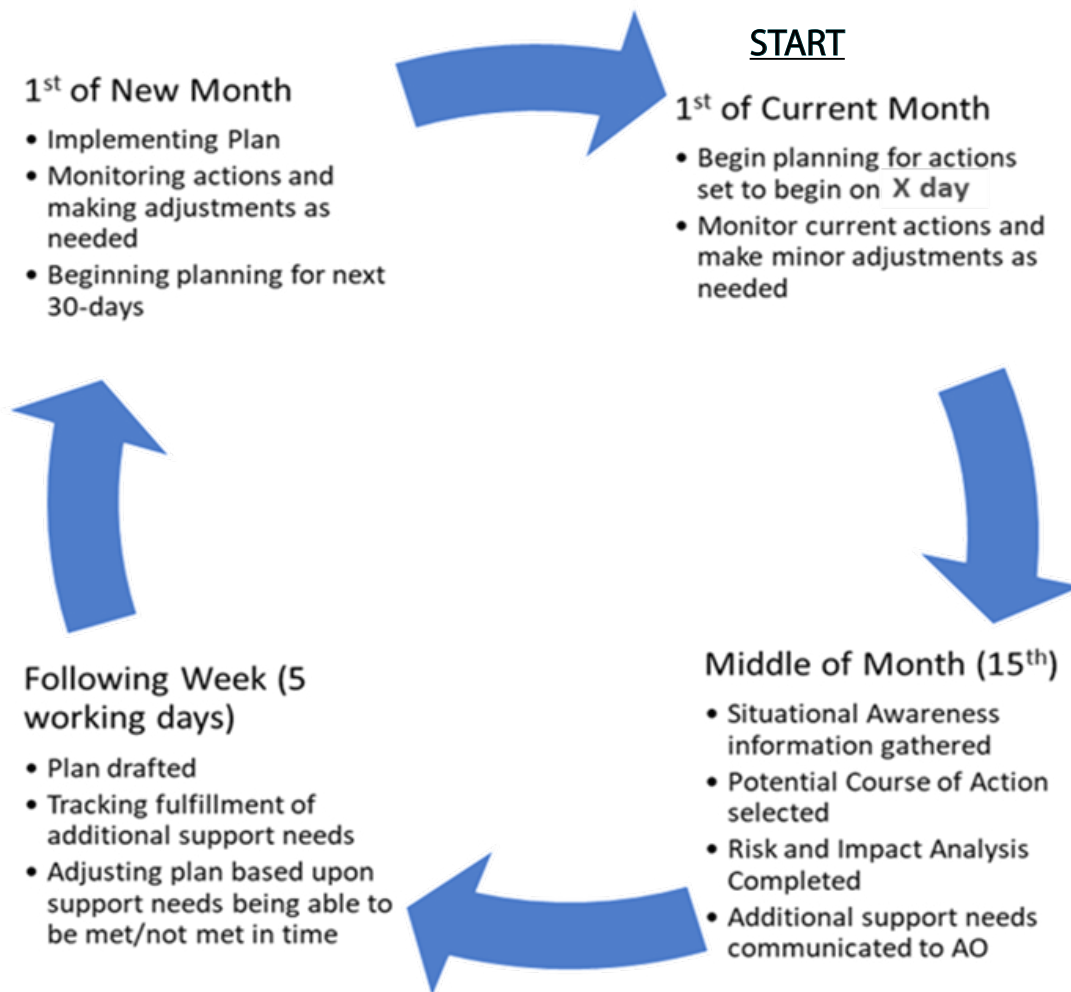 START
1st of Current Month
• Begin planning for actions
set to begin on X day
• Monitor current actions and
make minor adjustments as
needed
Middle of Month (15th)
• Situational Awareness
information gathered
• Potential Course of Action
selected
• Risk and Impact Analysis
Completed
• Additional support needs
communicated to AO
Following Week (5
working days)
• Plan drafted
• Tracking fulfillment of
additional support needs
• Adjusting plan based upon
support needs being able to
be met/not met in time
1st of New Month
• Implementing Plan
• Monitoring actions and
making adjustments as
needed
• Beginning planning for next
30-days